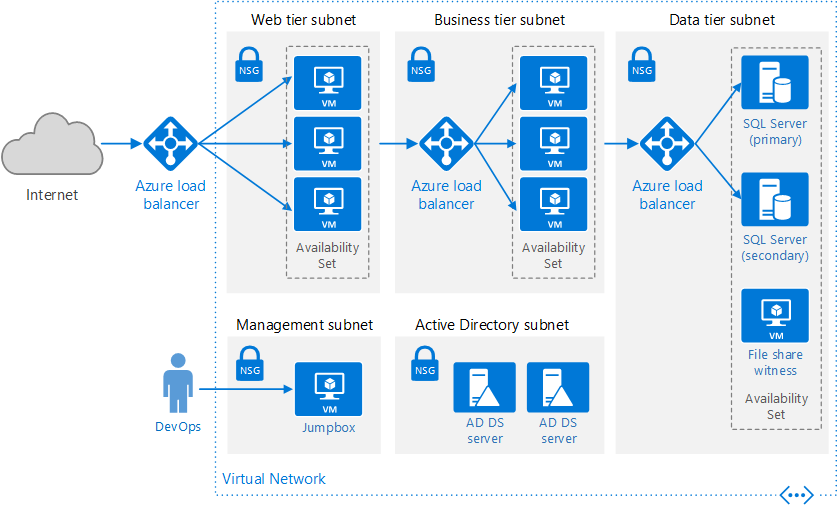 Web tier subnet
Business tier subnet
Data tier subnet
NSG
VM
VM
VM
Availability
Set
NSG
VM
VM
VM
Availability
Set
NSG
SQL Server
(primary)
SQL Server
(secondary)
VM
File share
witness
Availability
Set
Internet
Azure load
balancer
Azure load
balancer
Azure load
balancer
Management subnet
NSG
VM
Jumpbox
DevOps
Active Directory subnet
NSG
AD DS
server
AD DS
server
Virtual Network